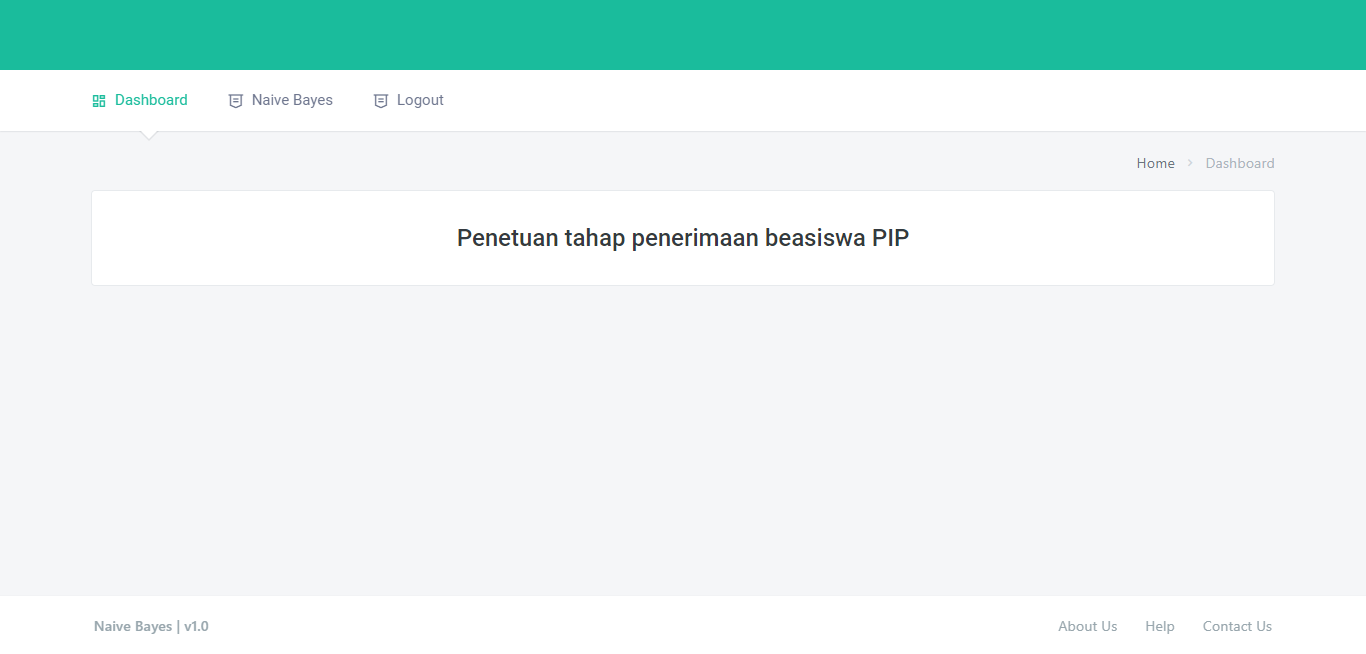 Dashboard Naive Bayes Logout
Home Dashboard
Penetuan tahap penerimaan beasiswa PIP
Naive Bayes | v1.0 About Us Help Contact Us